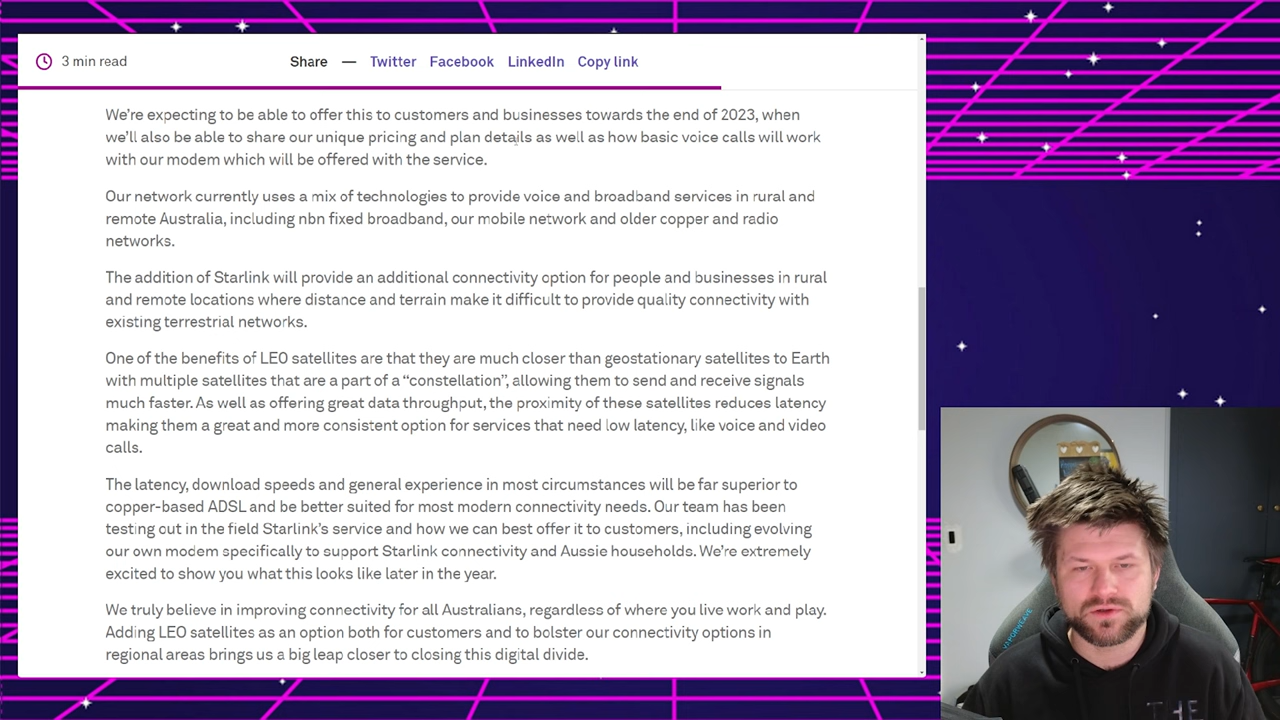 3 min read
Share — Twitter Facebook LinkedIn Copy link
We’re expecting to be able to offer this to customers and businesses towards the end of 2023, when
we’ll also be able to share our unique pricing and plan details as well as how basic voice calls will work
with our modem which will be offered with the service.
Our network currently uses a mix of technologies to provide voice and broadband services in rural and
remote Australia, including nbn fixed broadband, our mobile network and older copper and radio
networks.
The addition of Starlink will provide an additional connectivity option for people and businesses in rural
and remote locations where distance and terrain make it difficult to provide quality connectivity with
existing terrestrial networks.
One of the benefits of LEO satellites are that they are much closer than geostationary satellites to Earth
with multiple satellites that are a part of a “constellation”, allowing them to send and receive signals
much faster. As well as offering great data throughput, the proximity of these satellites reduces latency
making them a great and more consistent option for services that need low latency, like voice and video
calls.
The latency, download speeds and general experience in most circumstances will be far superior to
copper-based ADSL and be better suited for most modern connectivity needs. Our team has been
testing out in the field Starlink’s service and how we can best offer it to customers, including evolving
our own modem specifically to support Starlink connectivity and Aussie households. We’re extremely
excited to show you what this looks like later in the year.
We truly believe in improving connectivity for all Australians, regardless of where you live work and play.
Adding LEO satellites as an option both for customers and to bolster our connectivity options in
regional areas brings us a big leap closer to closing this digital divide.
THE